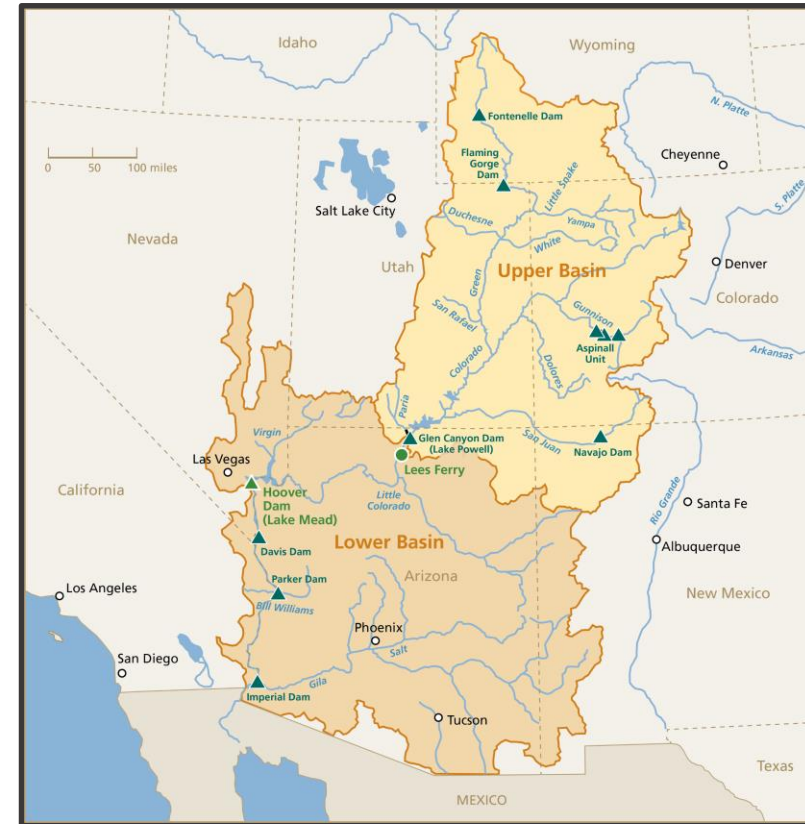 Idaho
Wyoming
N. Platte
Fontenelle Dam
Cheyenne
0 50 100 miles
Flaming
Gorge
Dam
Little Snake
S. Platte
Salt Lake City
Duchesne
Yampa
White
Nevada
Utah
Green
Upper Basin
Denver
Colorado
San Rafael
Gunnison
Aspinall
Unit
Arkansas
Colorado
Dolores
Paria
Virgin
Glen Canyon Dam
(Lake Powell)
San Juan
Navajo Dam
Las Vegas
Lees Ferry
California
Hoover
Dam
(Lake Mead)
Little
Colorado
Rio Grande
Santa Fe
Davis Dam
Lower Basin
Albuquerque
Arizona
Los Angeles
Parker Dam
Bill Williams
New Mexico
Phoenix
Salt
San Diego
Gila
Imperial Dam
Tucson
Texas
MEXICO